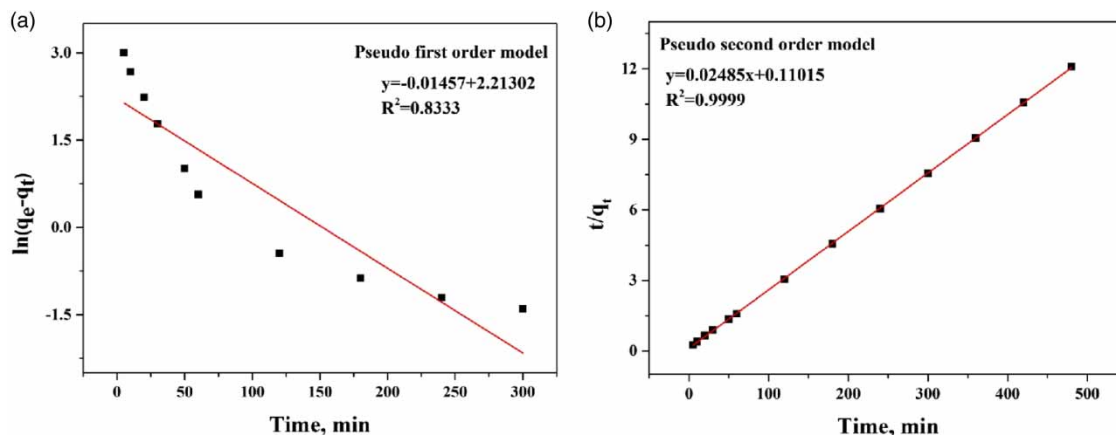 (a)
Pseudo first order model
y=-0.01457+2.21302
R²=0.8333
3.0
1.5
0.0
-1.5
ln(qe-qt)
0 50 100 150 200 250 300
Time, min
(b)
Pseudo second order model
y=0.02485x+0.11015
R²=0.9999
12
9
6
3
0
t/qt
0 100 200 300 400 500
Time, min